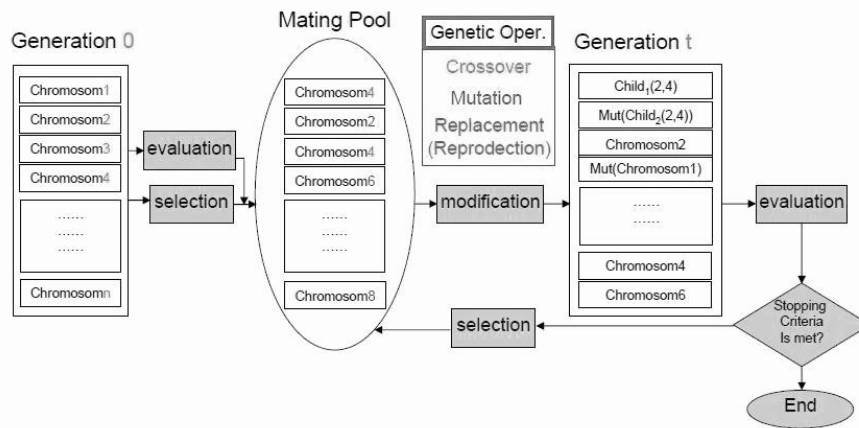 Generation 0
Chromosom1
Chromosom2
Chromosom3
Chromosom4
......
......
......
Chromosomn
evaluation
selection
Mating Pool
Chromosom4
Chromosom2
Chromosom4
Chromosom6
......
......
......
Chromosom8
Genetic Oper.
Crossover
Mutation
Replacement
(Reprodection)
modification
Generation t
Child₁(2,4)
Mut(Child₂(2,4))
Chromosom2
Mut(Chromosom1)
......
......
Chromosom4
Chromosom6
evaluation
Stopping
Criteria
Is met?
selection
End